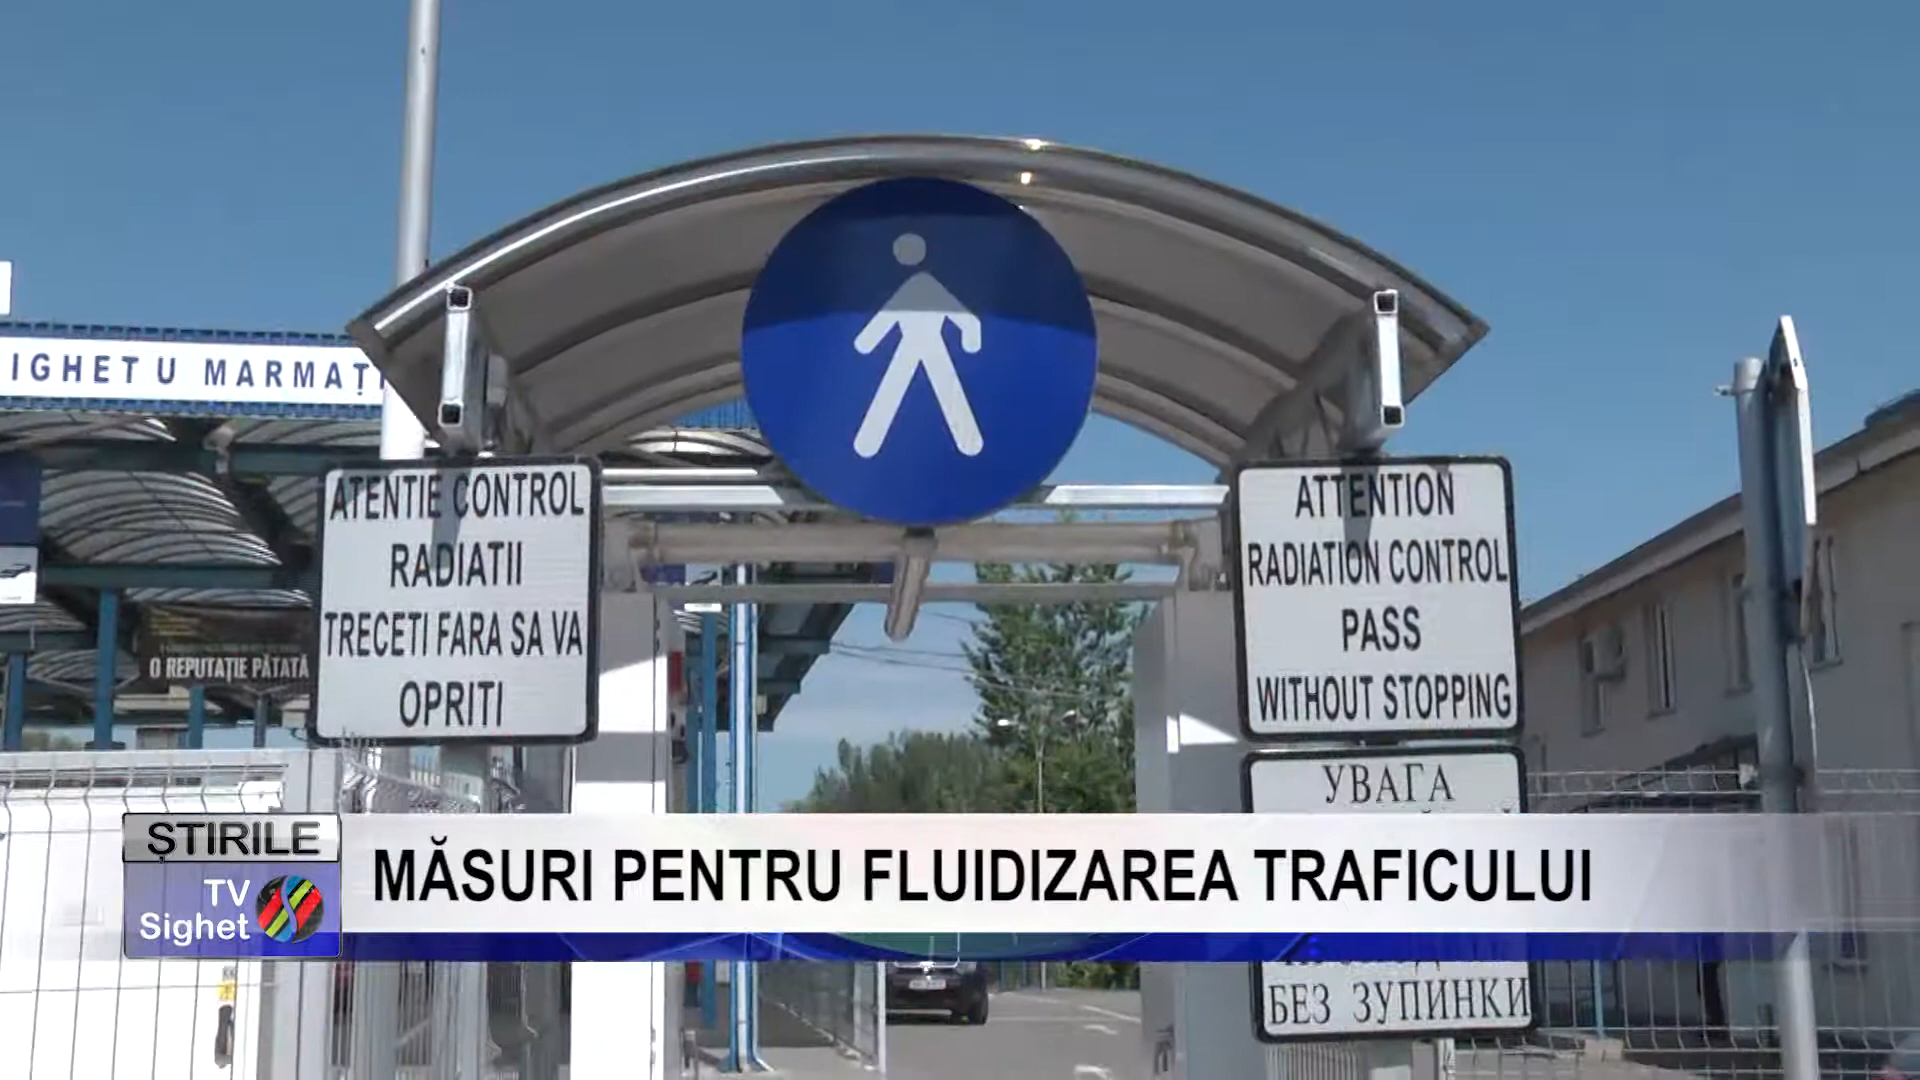 IGHETU MARMAȚI
ATENTIE CONTROL
RADIATII
TRECETI FARA SA VA
OPRITI
O REPUTAȚIE PĂTATĂ
ATTENTION
RADIATION CONTROL
PASS
WITHOUT STOPPING
УВАГА
БЕЗ ЗУПИНКИ
ȘTIRILE
TV
Sighet
MĂSURI PENTRU FLUIDIZAREA TRAFICULUI